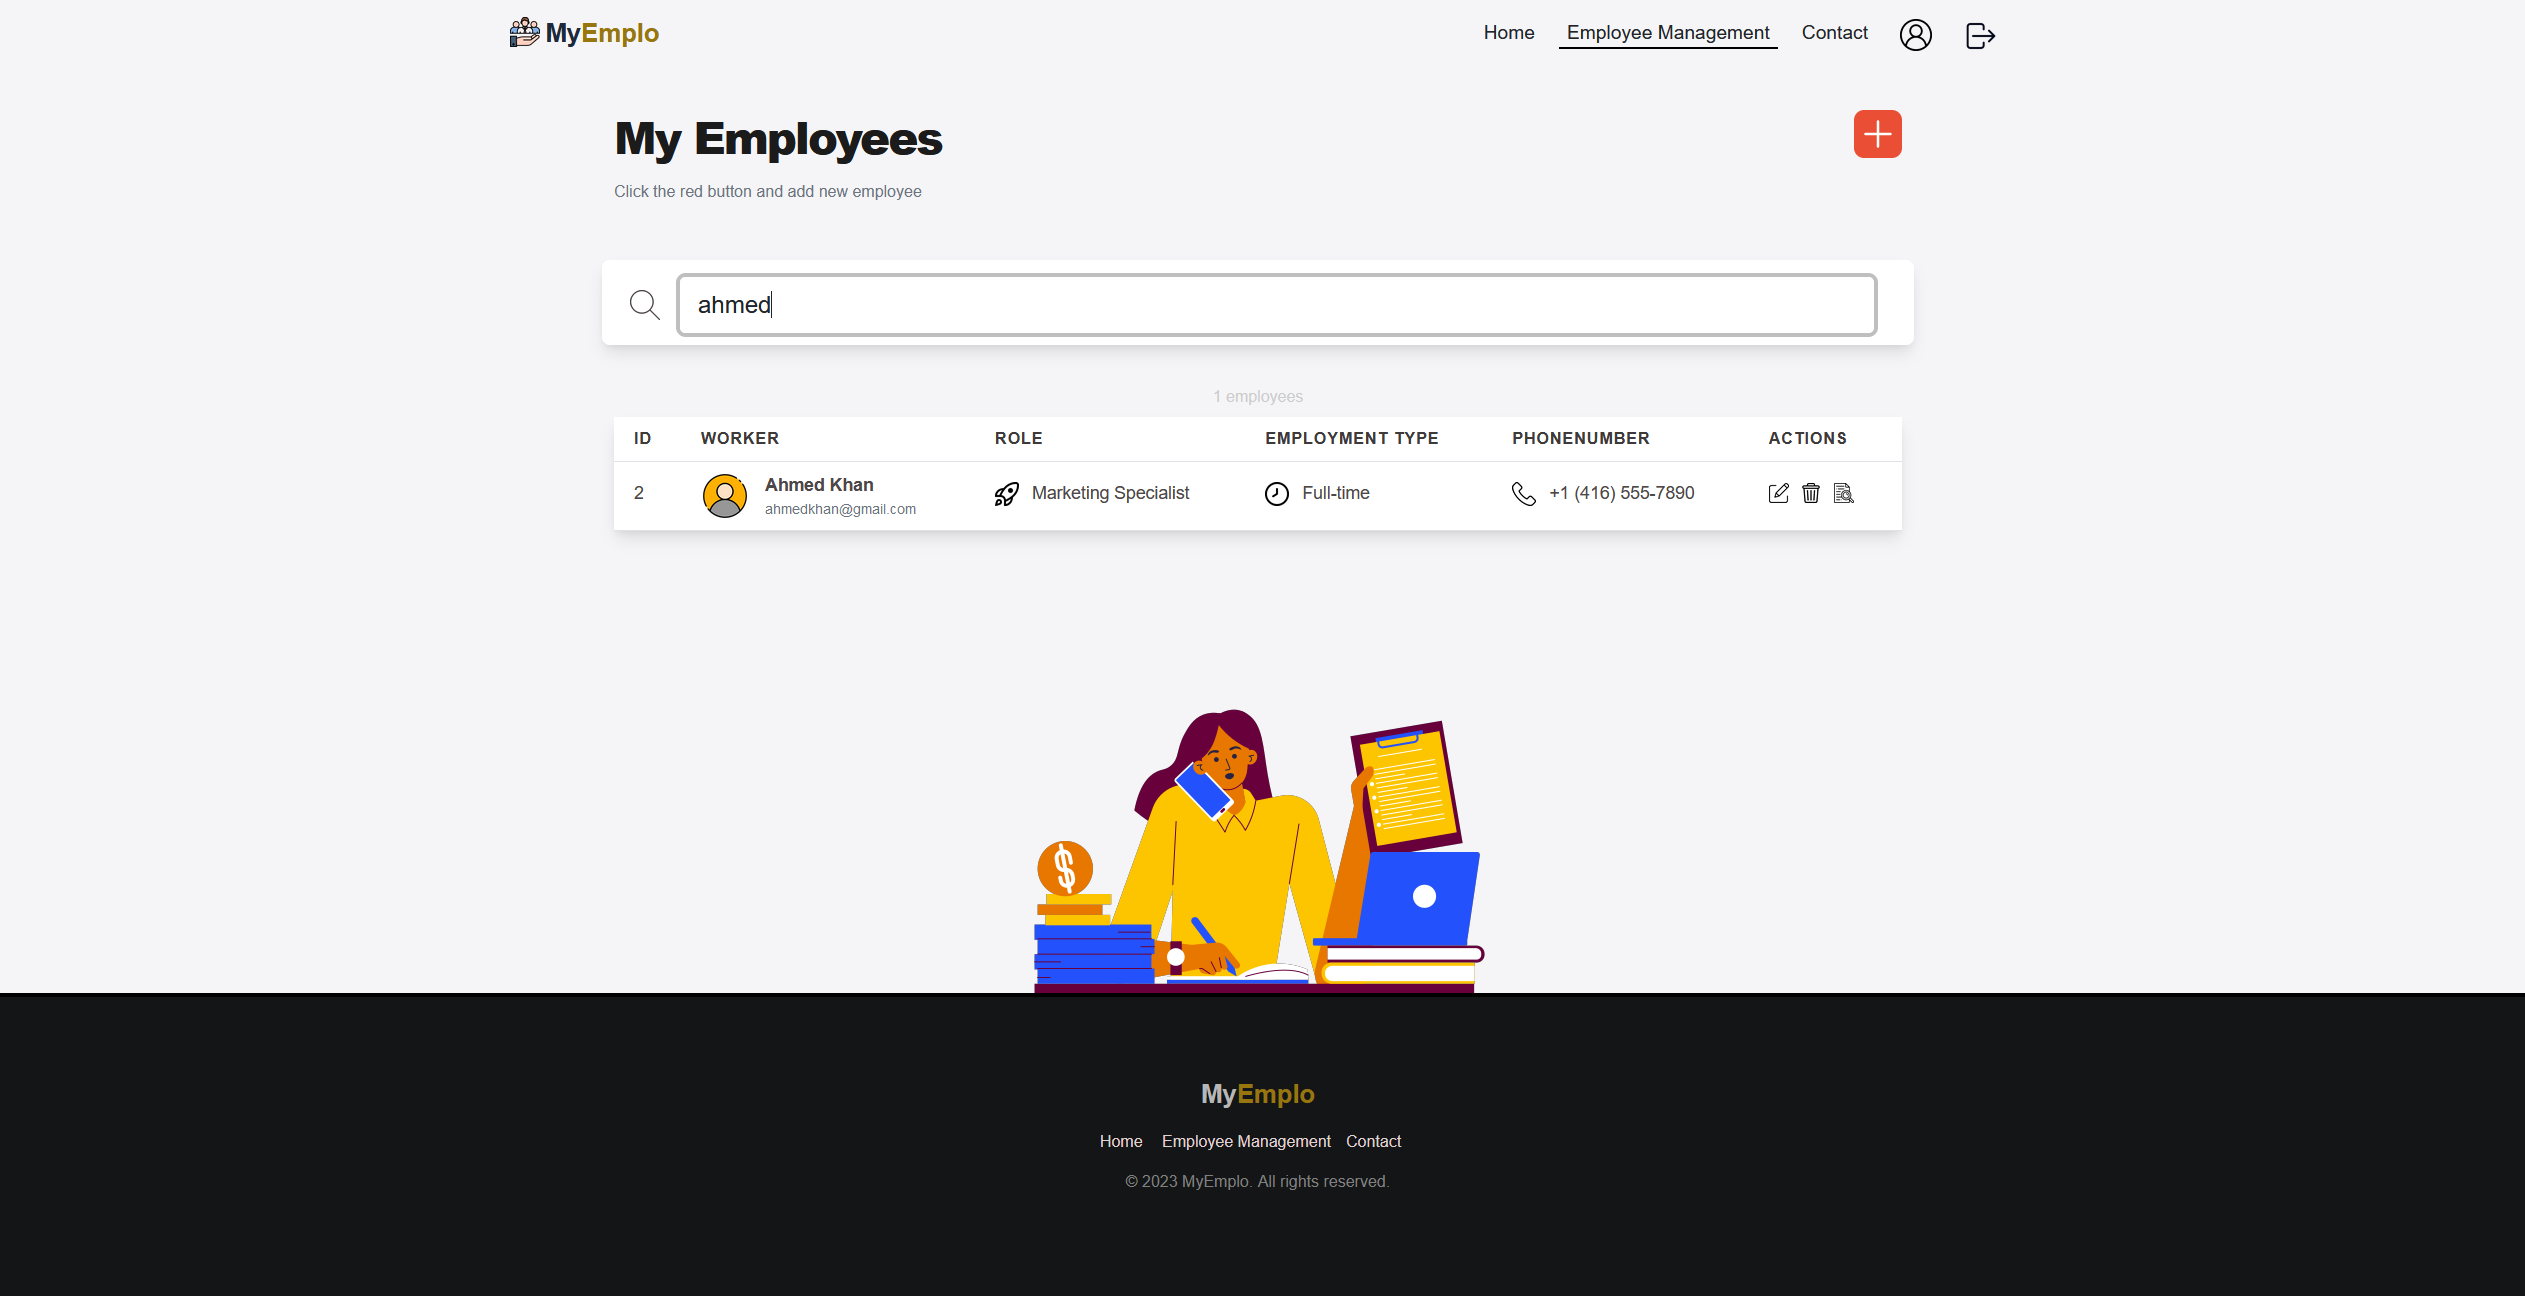 MyEmplo
Home Employee Management Contact
My Employees
Click the red button and add new employee
ahmed
1 employees
ID WORKER ROLE EMPLOYMENT TYPE PHONENUMBER ACTIONS
2 Ahmed Khan Marketing Specialist Full-time +1 (416) 555-7890
ahmedkhan@gmail.com
$
MyEmplo
Home Employee Management Contact
© 2023 MyEmplo. All rights reserved.